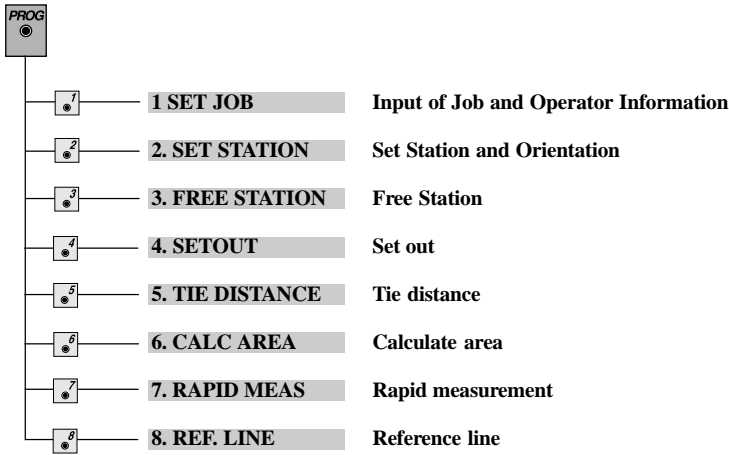 PROG
1 1 SET JOB Input of Job and Operator Information
2 2. SET STATION Set Station and Orientation
3 3. FREE STATION Free Station
4 4. SETOUT Set out
5 5. TIE DISTANCE Tie distance
6 6. CALC AREA Calculate area
7 7. RAPID MEAS Rapid measurement
8 8. REF. LINE Reference line